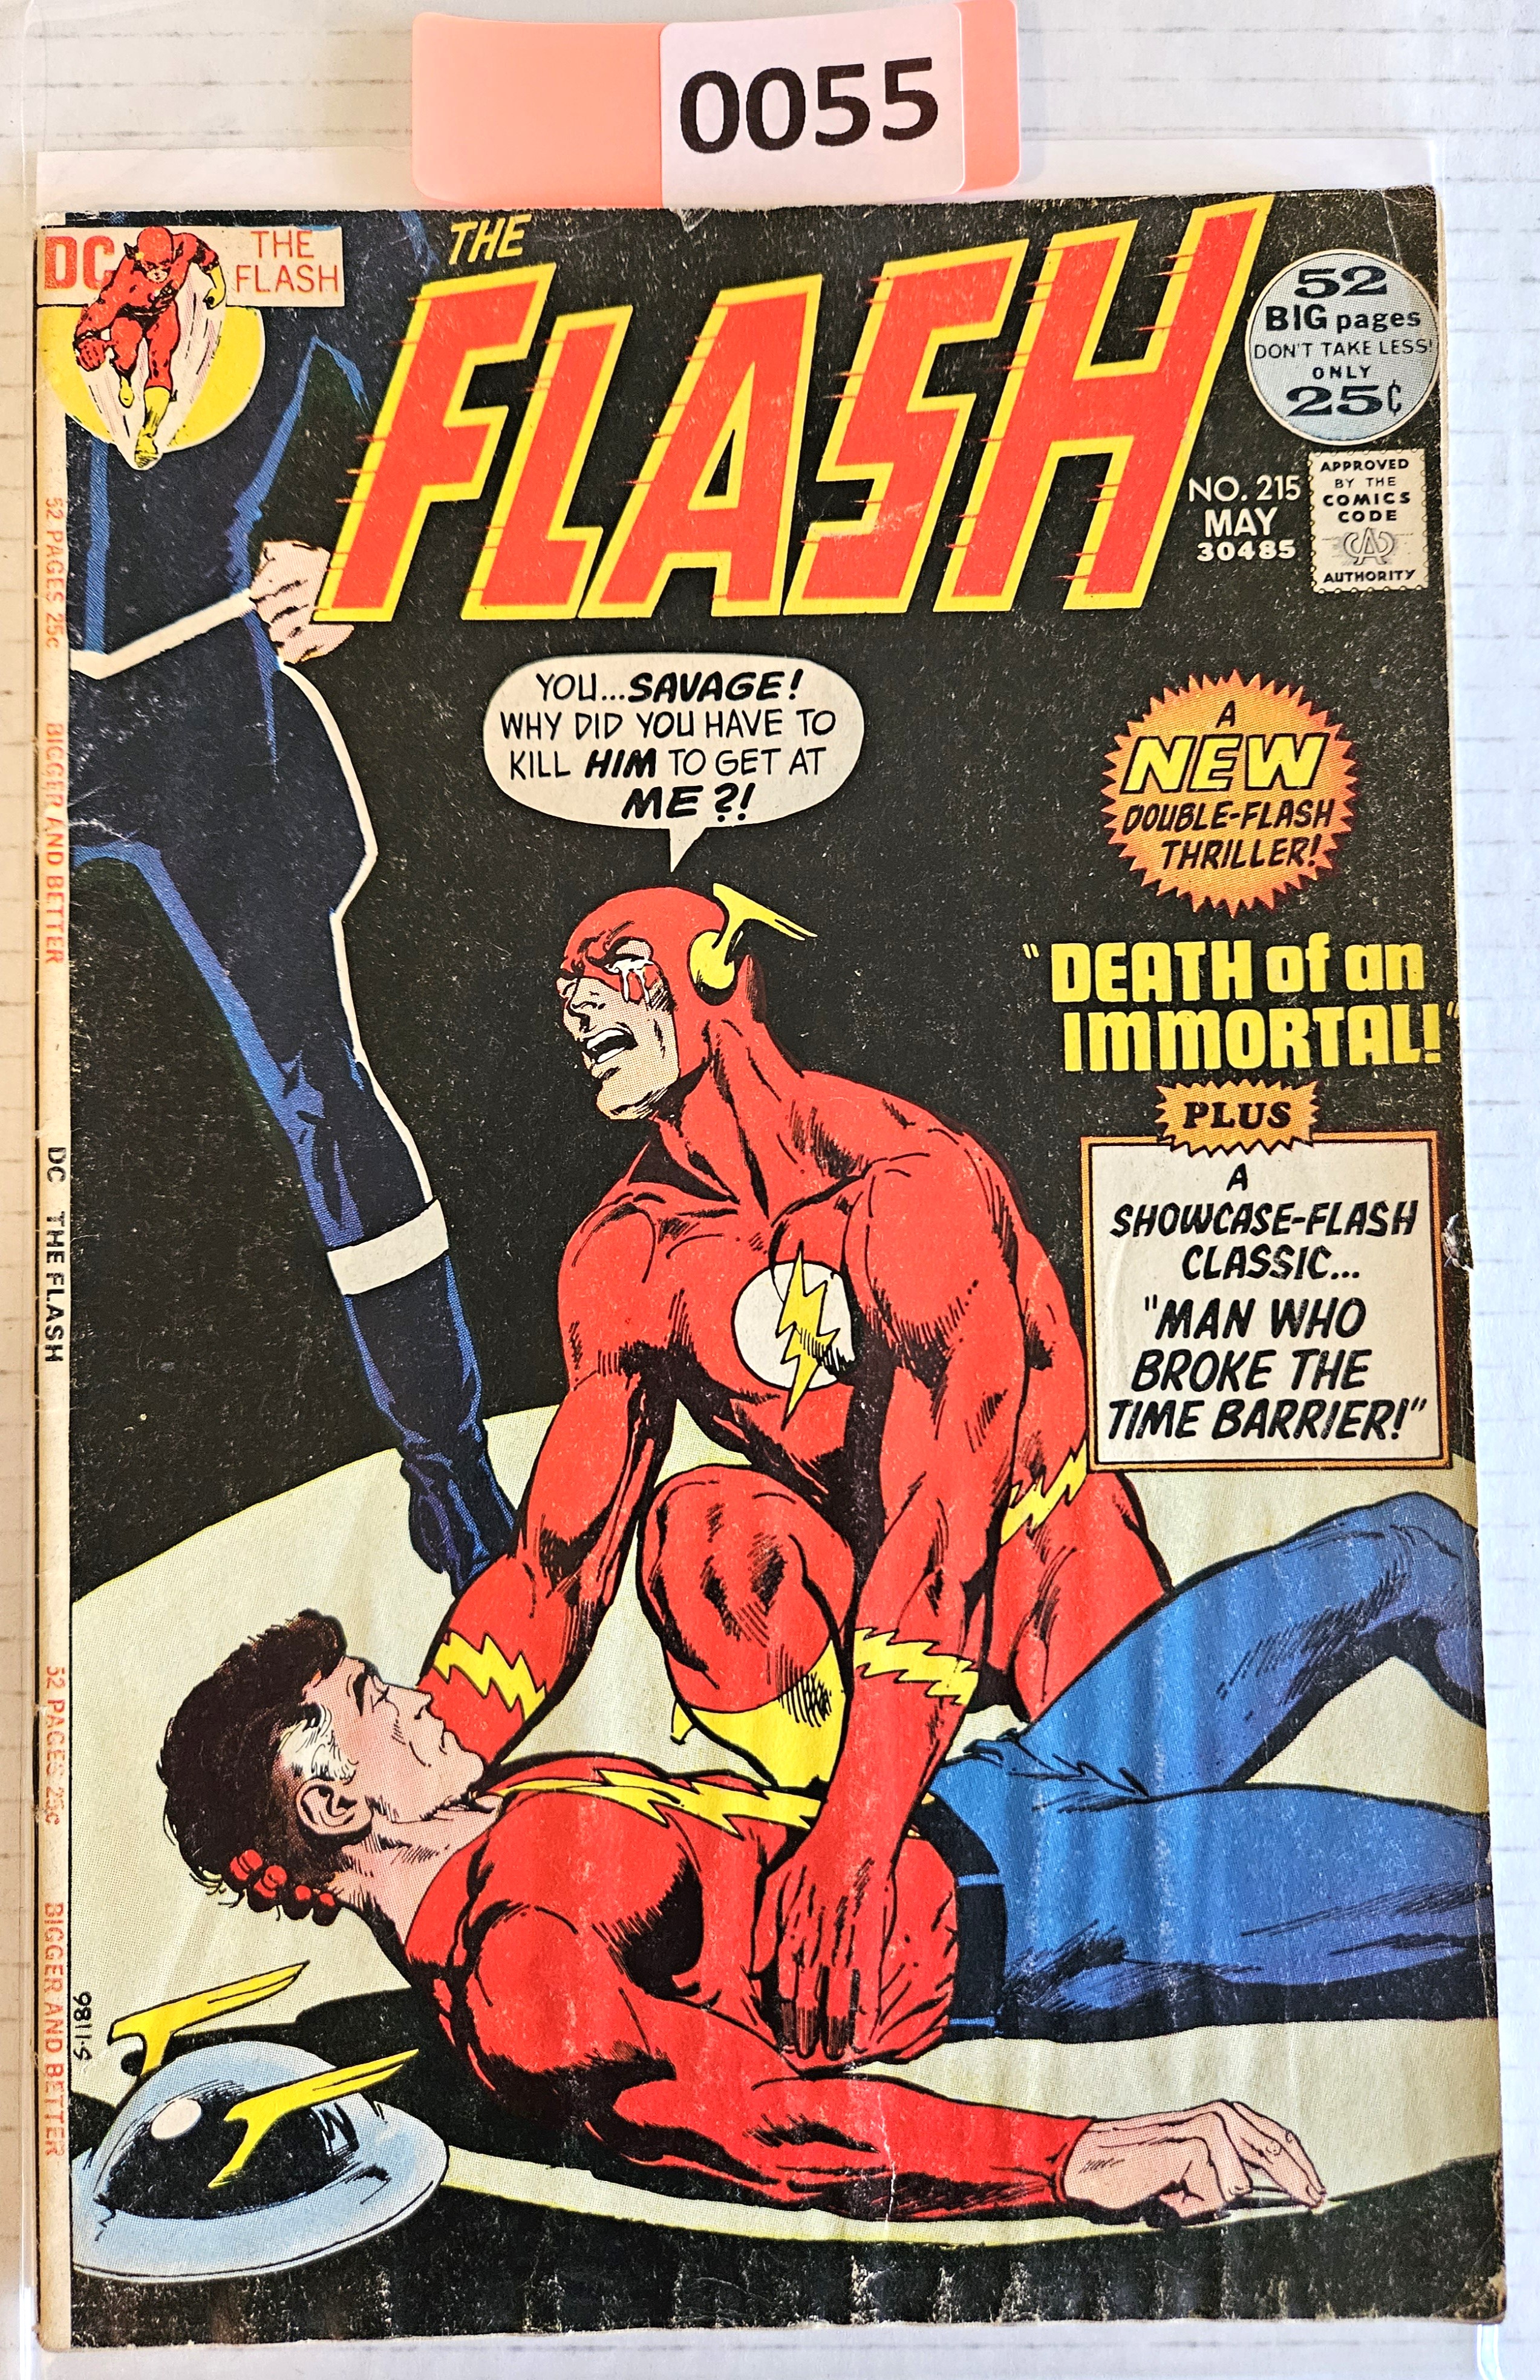 0055
DC
THE
FLASH
THE
FLASH
52
BIG pages
DON'T TAKE LESS!
ONLY
25¢
NO. 215
MAY
30485
APPROVED
BY THE
COMICS
CODE
CA
AUTHORITY
YOU...SAVAGE!
WHY DID YOU HAVE TO
KILL HIM TO GET AT
ME?!
A
NEW
DOUBLE-FLASH
THRILLER!
"DEATH of an
IMMORTAL!"
PLUS
A
SHOWCASE-FLASH
CLASSIC...
"MAN WHO
BROKE THE
TIME BARRIER!"
52 PAGES 25¢ BIGGER AND BETTER DC THE FLASH 52 PAGES 25¢ BIGGER AND BETTER
S-1186